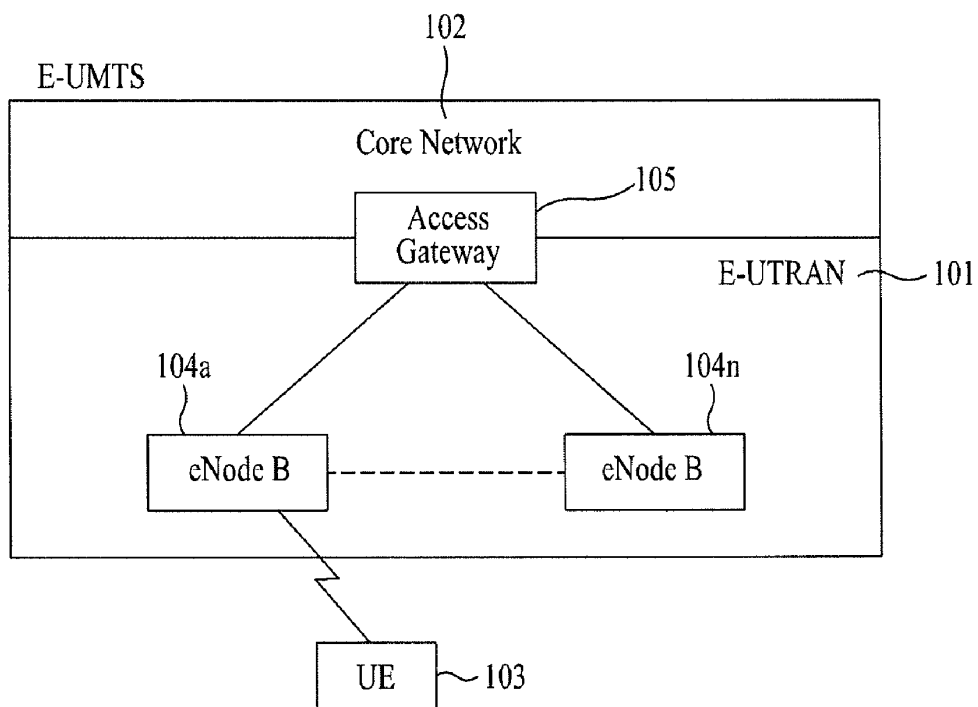 102
E-UMTS
Core Network
105
Access
Gateway
E-UTRAN
101
104a
104n
eNode B
eNode B
UE
103